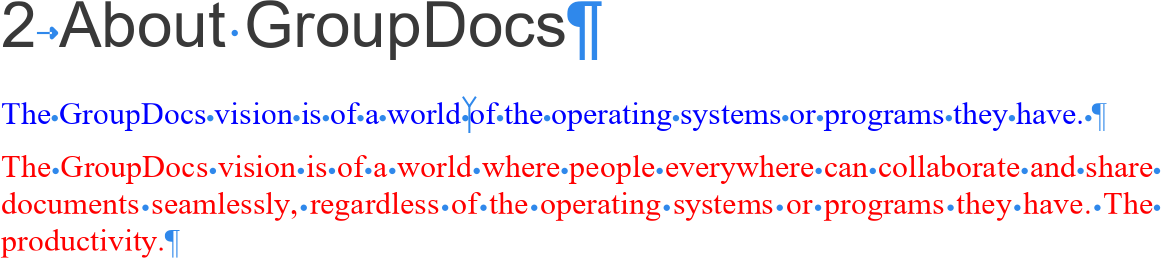 2 About GroupDocs
The GroupDocs vision is of a world of the operating systems or programs they have.
The GroupDocs vision is of a world where people everywhere can collaborate and share
documents seamlessly, regardless of the operating systems or programs they have. The
productivity.